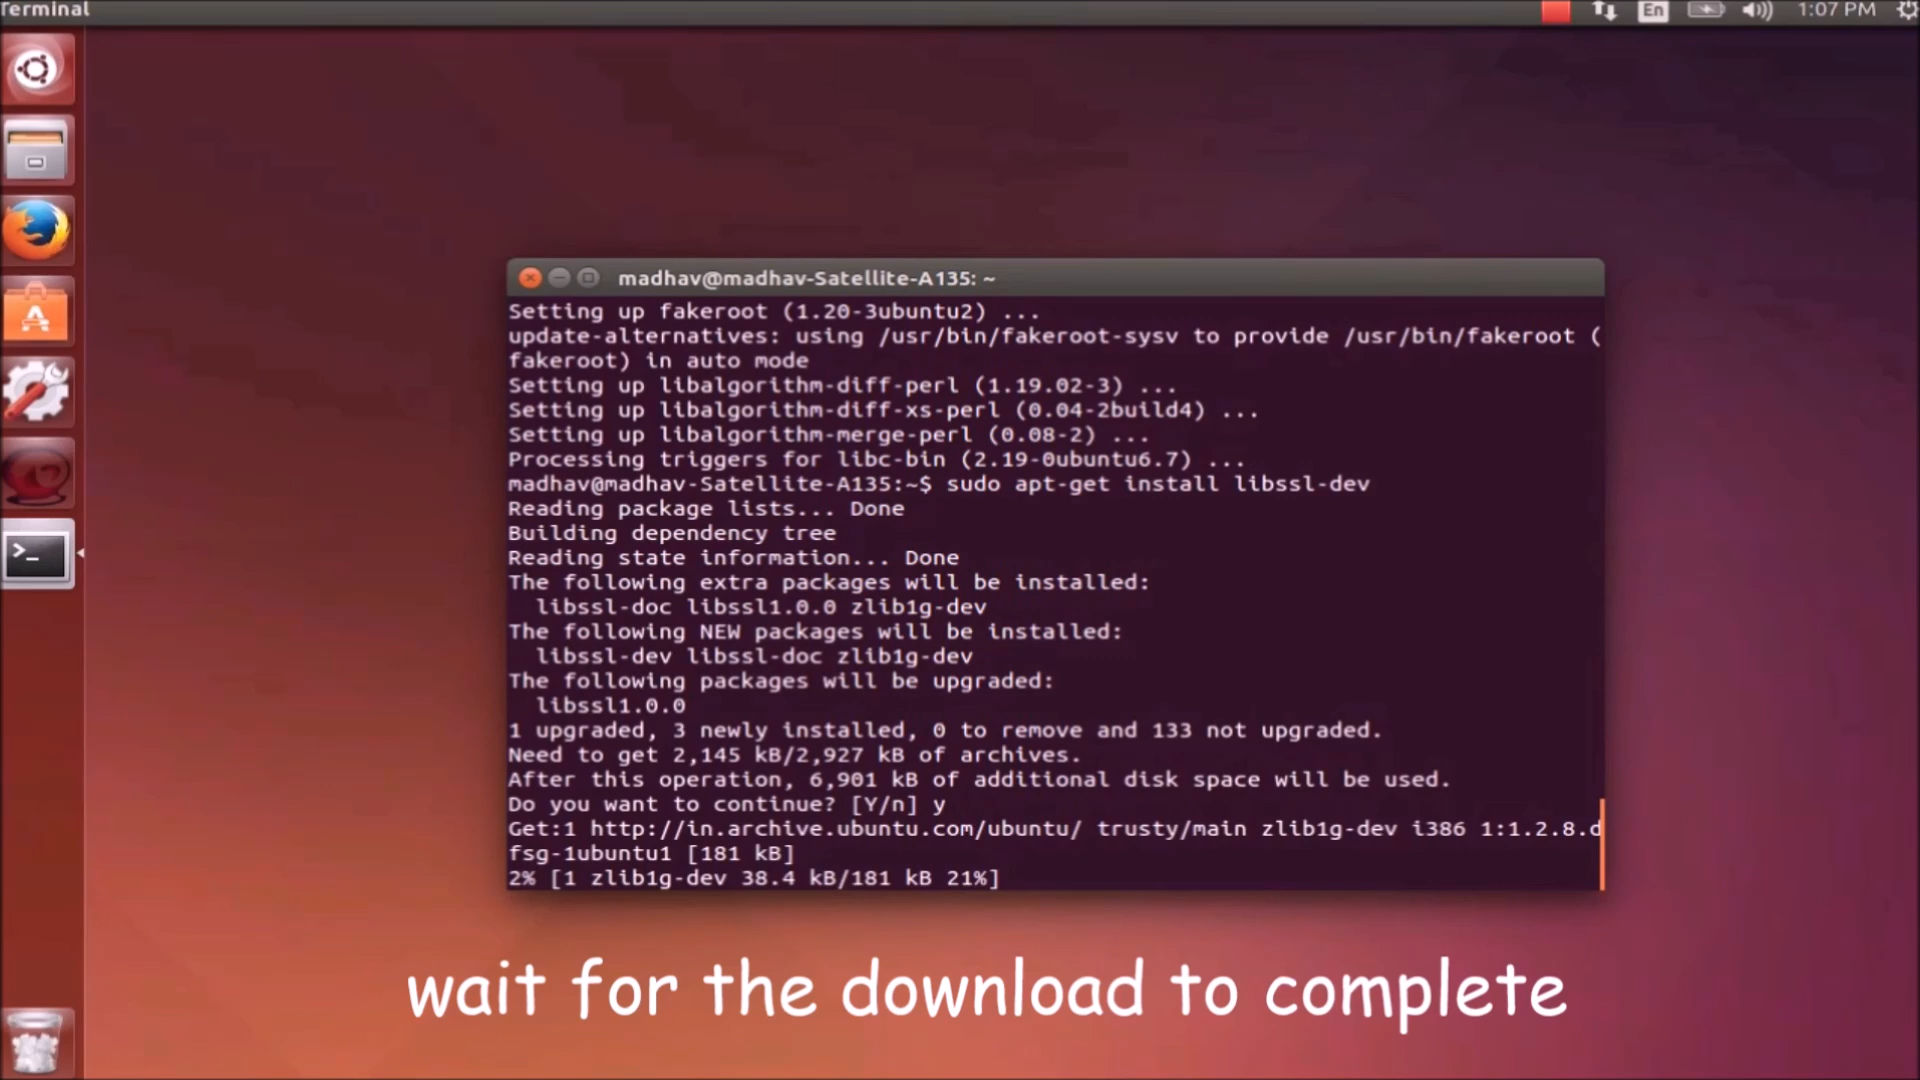 Terminal
En
1:07 PM
madhav@madhav-Satellite-A135: ~
Setting up fakeroot (1.20-3ubuntu2) ...
update-alternatives: using /usr/bin/fakeroot-sysv to provide /usr/bin/fakeroot (
fakeroot) in auto mode
Setting up libalgorithm-diff-perl (1.19.02-3) ...
Setting up libalgorithm-diff-xs-perl (0.04-2build4) ...
Setting up libalgorithm-merge-perl (0.08-2) ...
Processing triggers for libc-bin (2.19-0ubuntu6.7) ...
madhav@madhav-Satellite-A135:~$ sudo apt-get install libssl-dev
Reading package lists... Done
Building dependency tree
Reading state information... Done
The following extra packages will be installed:
libssl-doc libssl1.0.0 zlib1g-dev
The following NEW packages will be installed:
libssl-dev libssl-doc zlib1g-dev
The following packages will be upgraded:
libssl1.0.0
1 upgraded, 3 newly installed, 0 to remove and 133 not upgraded.
Need to get 2,145 kB/2,927 kB of archives.
After this operation, 6,901 kB of additional disk space will be used.
Do you want to continue? [Y/n] y
Get:1 http://in.archive.ubuntu.com/ubuntu/ trusty/main zlib1g-dev i386 1:1.2.8.d
fsg-1ubuntu1 [181 kB]
2% [1 zlib1g-dev 38.4 kB/181 kB 21%]
wait for the download to complete